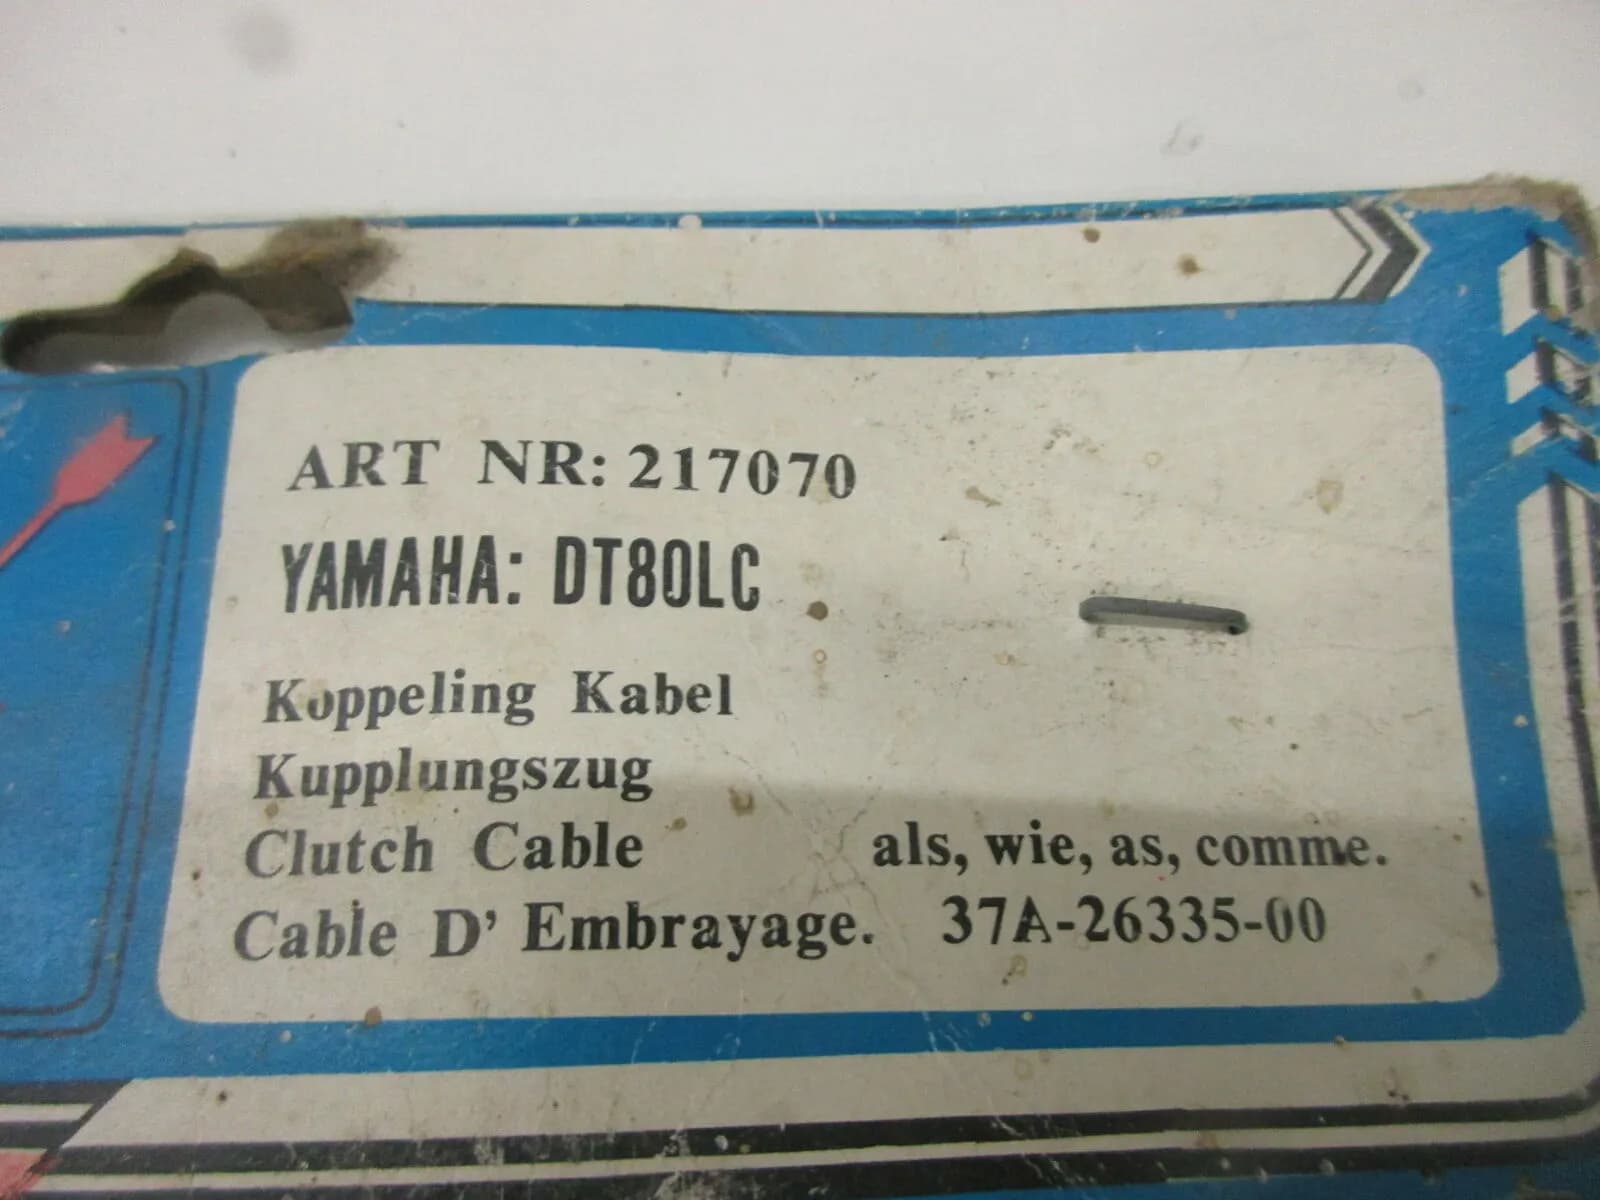 ART NR: 217070
YAMAHA: DT80LC
Koppeling Kabel
Kupplungszug
Clutch Cable als, wie, as, comme.
Cable D' Embrayage. 37A-26335-00